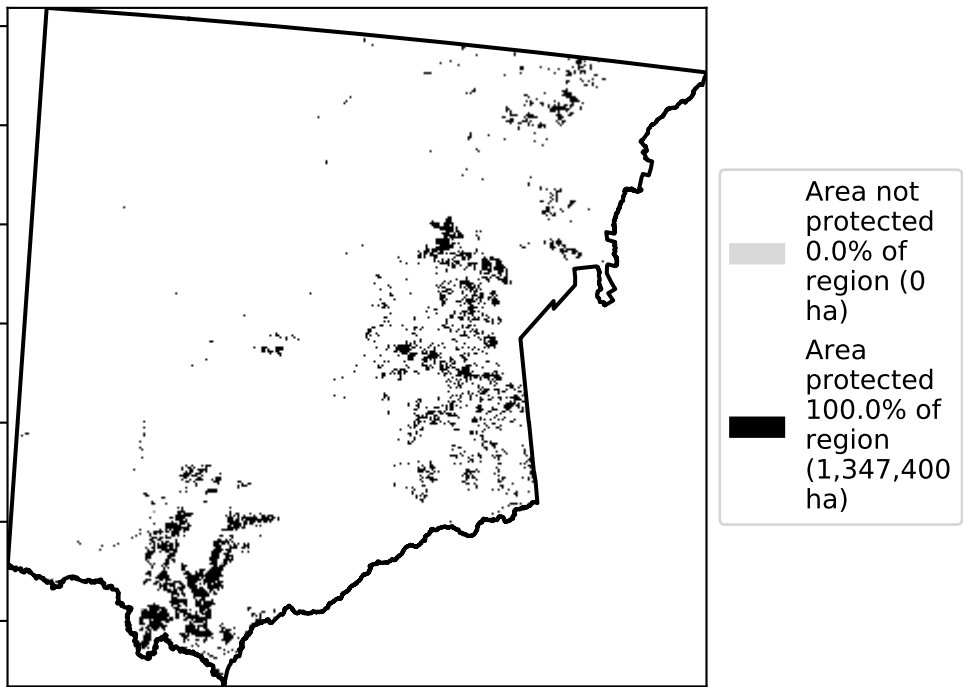 Area not
protected
0.0% of
region (0
ha)
Area
protected
100.0% of
region
(1,347,400
ha)